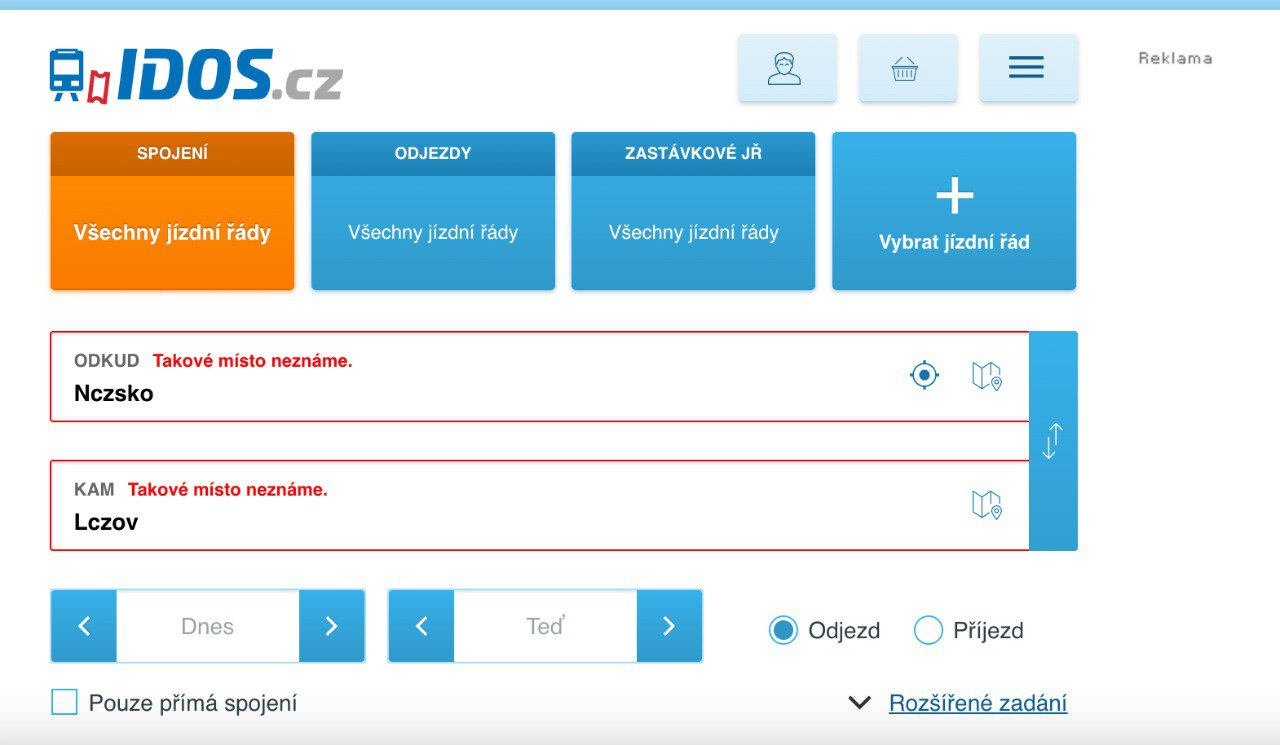 IDOS.cz
Reklama
SPOJENÍ
Všechny jízdní řády
ODJEZDY
Všechny jízdní řády
ZASTÁVKOVÉ JŘ
Všechny jízdní řády
Vybrat jízdní řád
ODKUD Takové místo neznáme.
Nczsko
KAM Takové místo neznáme.
Lczov
Dnes
Teď
Odjezd
Příjezd
Pouze přímá spojení
Rozšířené zadání